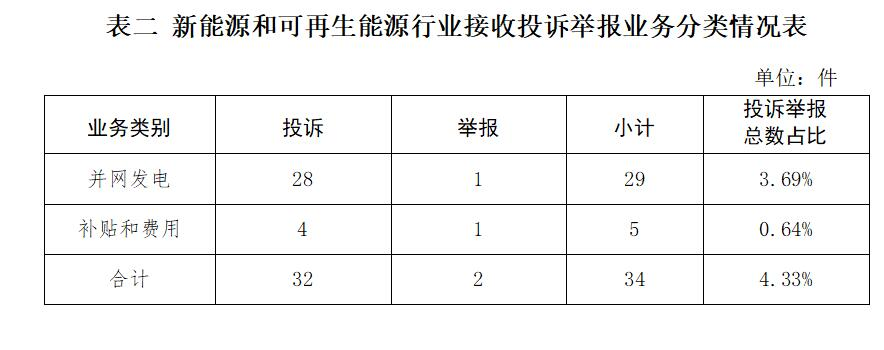 表二 新能源和可再生能源行业接收投诉举报业务分类情况表
单位：件
业务类别 投诉 举报 小计 投诉举报总数占比
并网发电 28 1 29 3.69%
补贴和费用 4 1 5 0.64%
合计 32 2 34 4.33%